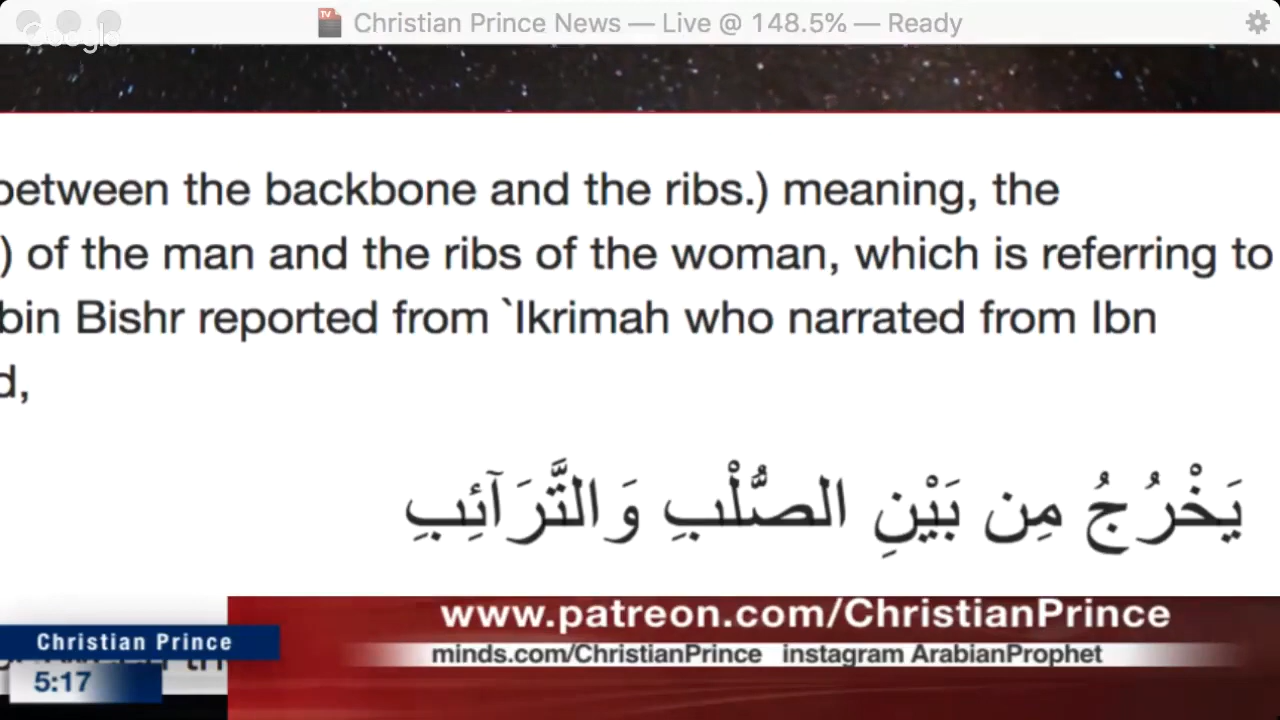 Christian Prince News — Live @ 148.5% — Ready
Google
between the backbone and the ribs.) meaning, the
) of the man and the ribs of the woman, which is referring to
bin Bishr reported from `Ikrimah who narrated from Ibn
d,
يَخْرُجُ مِن بَيْنِ الصُّلْبِ وَالتَّرَآئِبِ
www.patreon.com/ChristianPrince
Christian Prince
minds.com/ChristianPrince instagram ArabianProphet
5:17